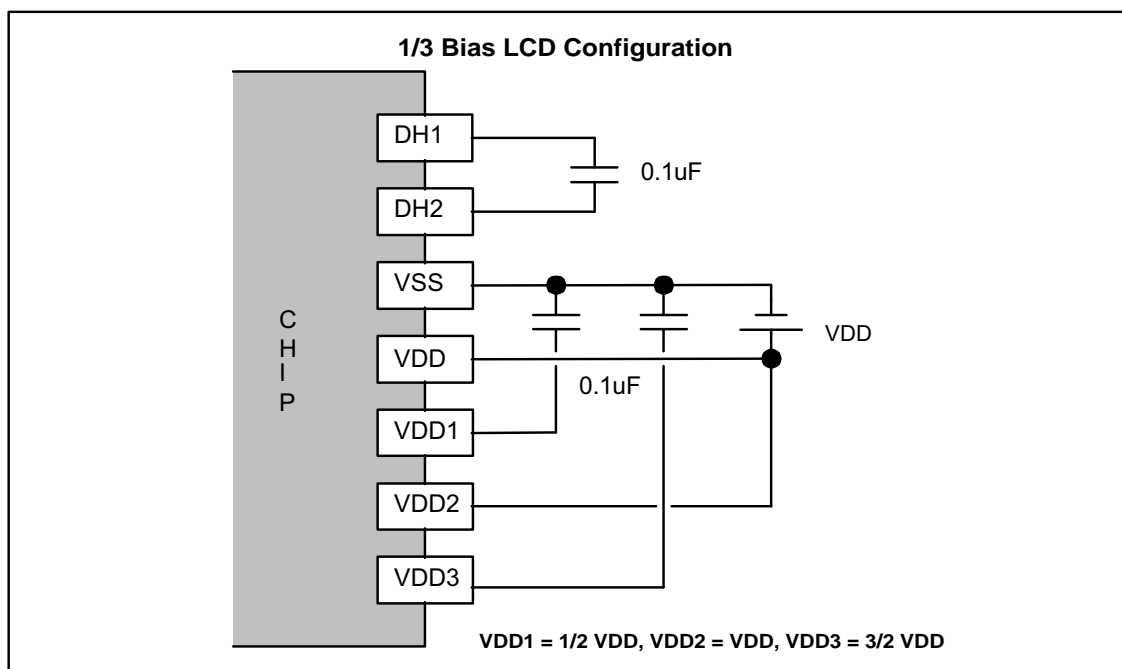 1/3 Bias LCD Configuration
DH1
0.1uF
DH2
VSS
CHIP
VDD
VDD
0.1uF
VDD1
VDD2
VDD3
VDD1 = 1/2 VDD, VDD2 = VDD, VDD3 = 3/2 VDD